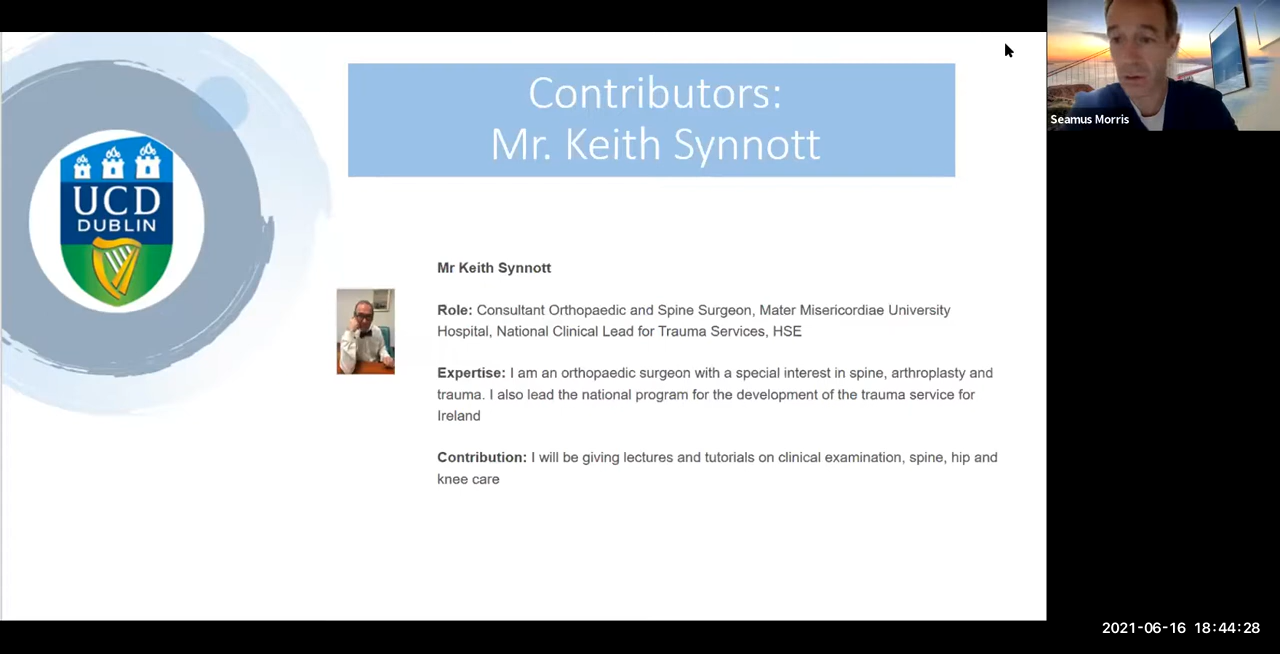 Contributors:
Mr. Keith Synnott
Seamus Morris
UCD
DUBLIN
Mr Keith Synnott
Role: Consultant Orthopaedic and Spine Surgeon, Mater Misericordiae University
Hospital, National Clinical Lead for Trauma Services, HSE
Expertise: I am an orthopaedic surgeon with a special interest in spine, arthroplasty and
trauma. I also lead the national program for the development of the trauma service for
Ireland
Contribution: I will be giving lectures and tutorials on clinical examination, spine, hip and
knee care
2021-06-16 18:44:28